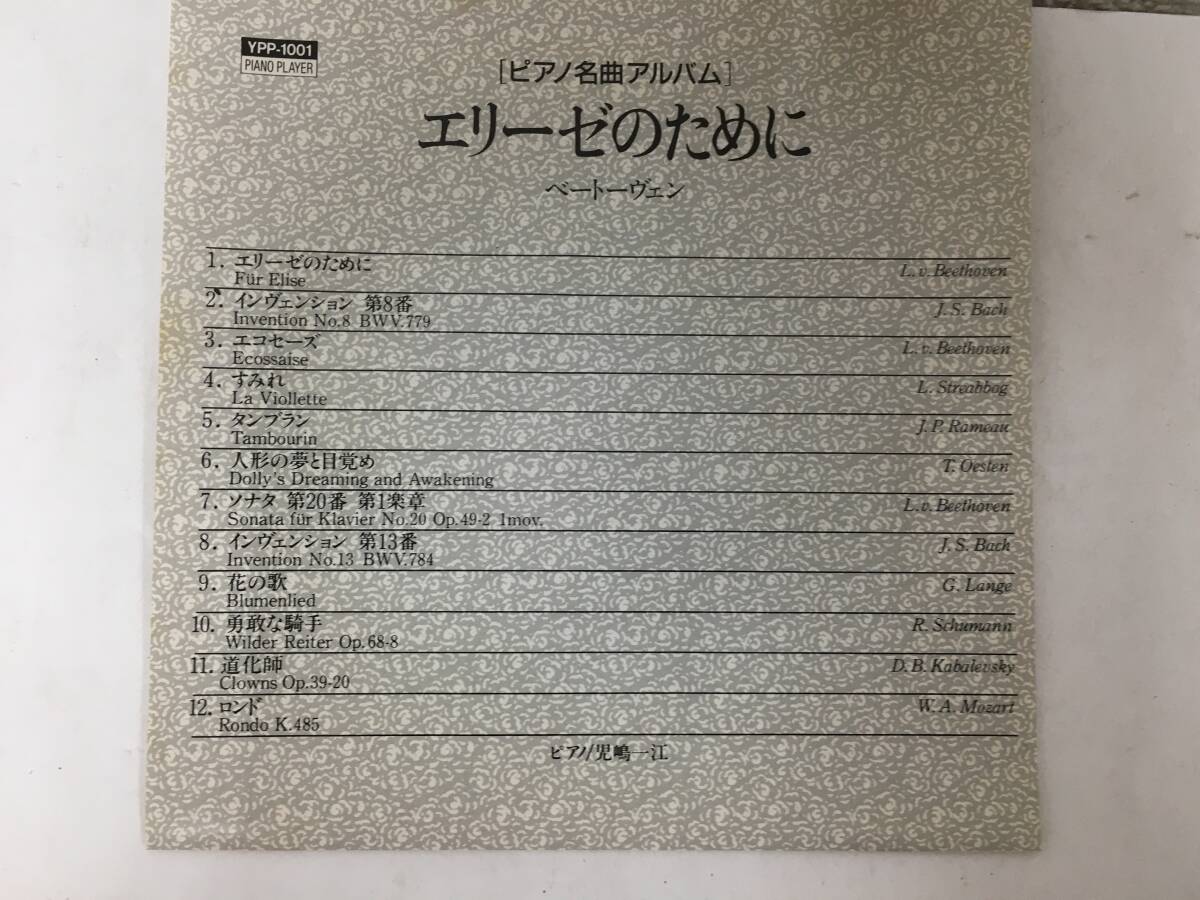 YPP-1001
PIANO PLAYER
[ピアノ名曲アルバム]
エリーゼのために
ベートーヴェン
1. エリーゼのために
Für Elise
L. v. Beethoven
2. インヴェンション 第8番
Invention No.8 BWV.779
J. S. Bach
3. エコセーズ
Ecossaise
L. v. Beethoven
4. すみれ
La Viollette
L. Streabbog
5. タンブラン
Tambourin
J. P. Rameau
6. 人形の夢と目覚め
Dolly's Dreaming and Awakening
T. Oesten
7. ソナタ 第20番 第1楽章
Sonata für Klavier No.20 Op.49-2 1mov.
L. v. Beethoven
8. インヴェンション 第13番
Invention No.13 BWV.784
J. S. Bach
9. 花の歌
Blumenlied
G. Lange
10. 勇敢な騎手
Wilder Reiter Op.68-8
R. Schumann
11. 道化師
Clowns Op.39-20
D. B. Kabalevsky
12. ロンド
Rondo K.485
W. A. Mozart
ピアノ/児嶋一江